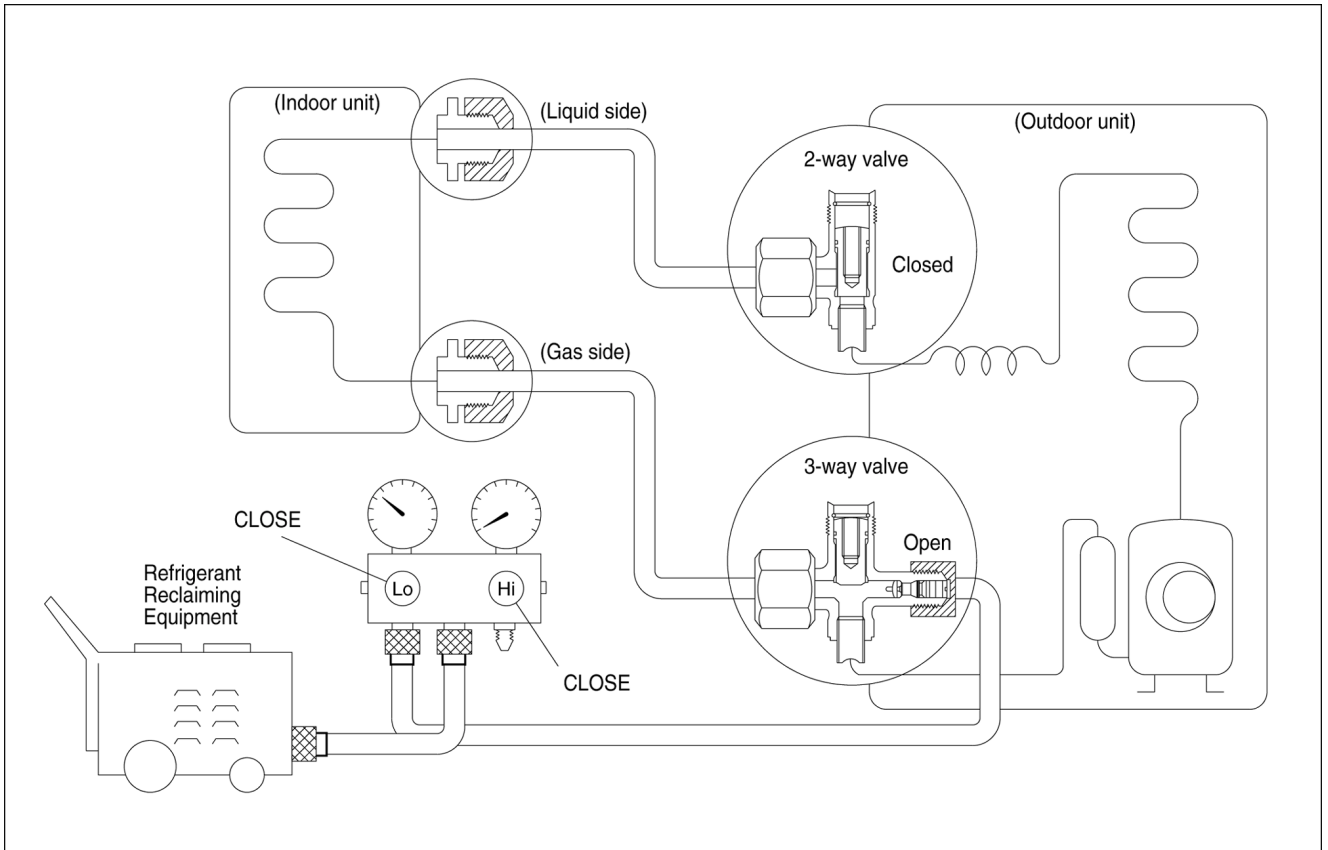 (Indoor unit)
(Liquid side)
(Outdoor unit)
2-way valve
Closed
(Gas side)
3-way valve
Open
CLOSE
Lo
Hi
CLOSE
Refrigerant
Reclaiming
Equipment